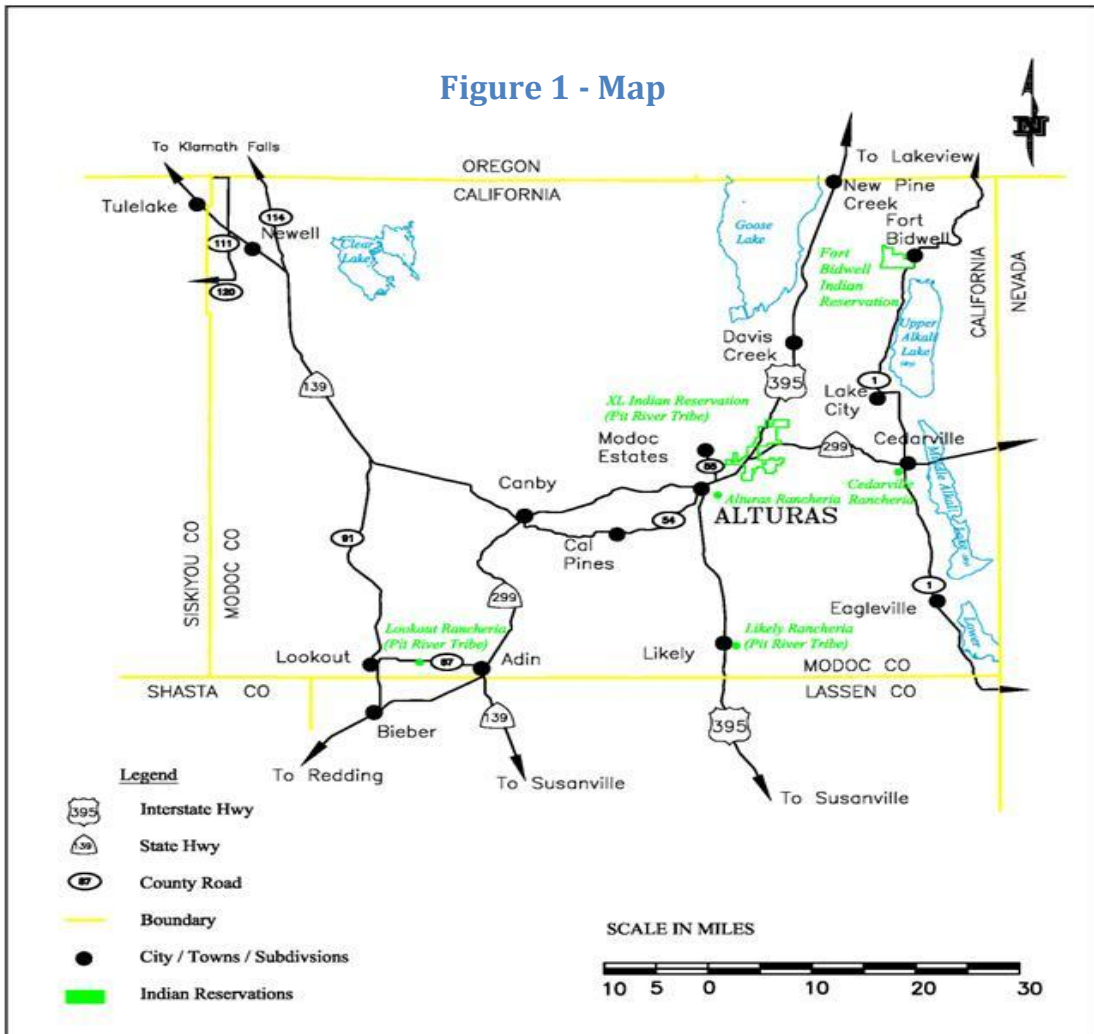 Figure 1 - Map
N
To Klamath Falls
OREGON
CALIFORNIA
To Lakeview
New Pine
Creek
Tulelake
Newell
114
111
120
Clear
Lake
Goose
Lake
Fort
Bidwell
Fort
Bidwell
Indian
Reservation
CALIFORNIA
NEVADA
Upper
Alkali
Lake
Davis
Creek
139
395
1
Lake
City
XL Indian Reservation
(Pit River Tribe)
Modoc
Estates
55
299
Cedarville
Cedarville
Rancheria
Middle Alkali Lake
Canby
Alturas Rancheria
ALTURAS
54
Cal
Pines
91
SISKIYOU CO
MODOC CO
299
1
Eagleville
Lower
Lookout Rancheria
(Pit River Tribe)
Likely Rancheria
(Pit River Tribe)
Lookout
87
Adin
Likely
MODOC CO
LASSEN CO
SHASTA CO
Bieber
139
395
To Redding
To Susanville
To Susanville
Legend
395
Interstate Hwy
139
State Hwy
87
County Road
Boundary
City / Towns / Subdivsions
Indian Reservations
SCALE IN MILES
10 5 0 10 20 30